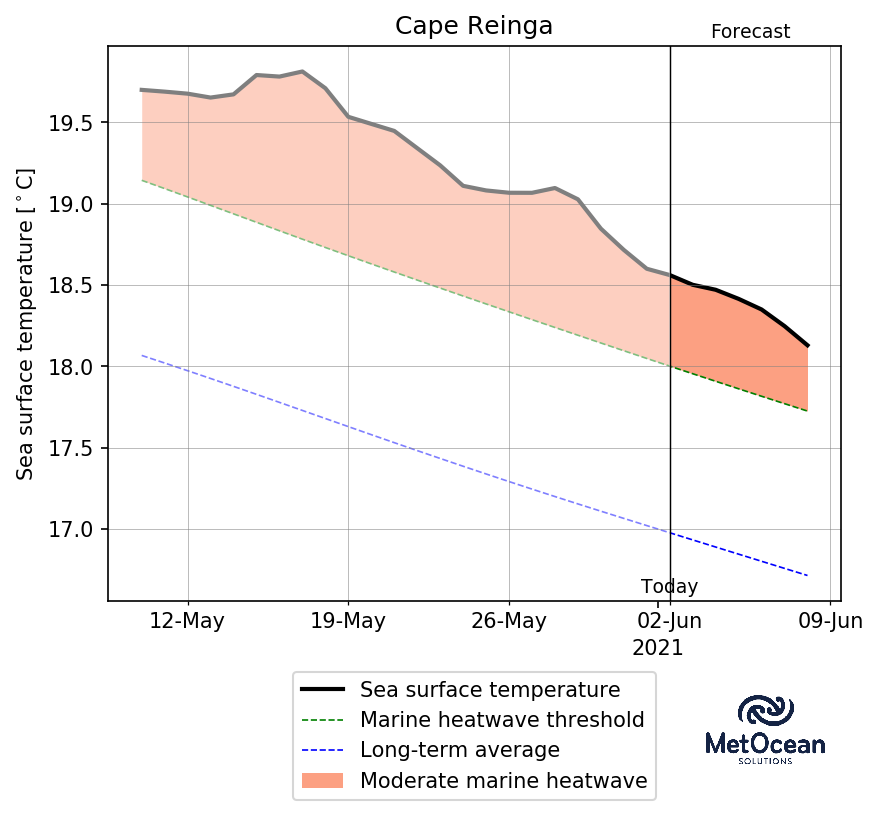 Cape Reinga
Forecast
Sea surface temperature [°C]
19.5
19.0
18.5
18.0
17.5
17.0
Today
12-May 19-May 26-May 02-Jun 09-Jun
2021
Sea surface temperature
Marine heatwave threshold
Long-term average
Moderate marine heatwave
MetOcean
SOLUTIONS